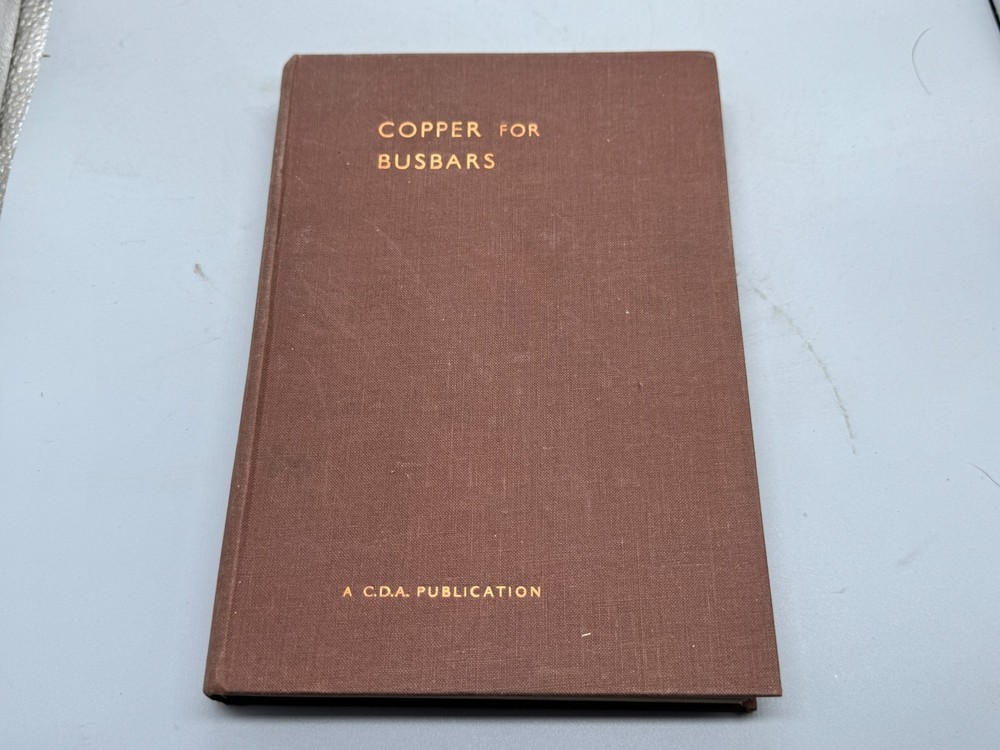 COPPER FOR
BUSBARS
A C.D.A. PUBLICATION